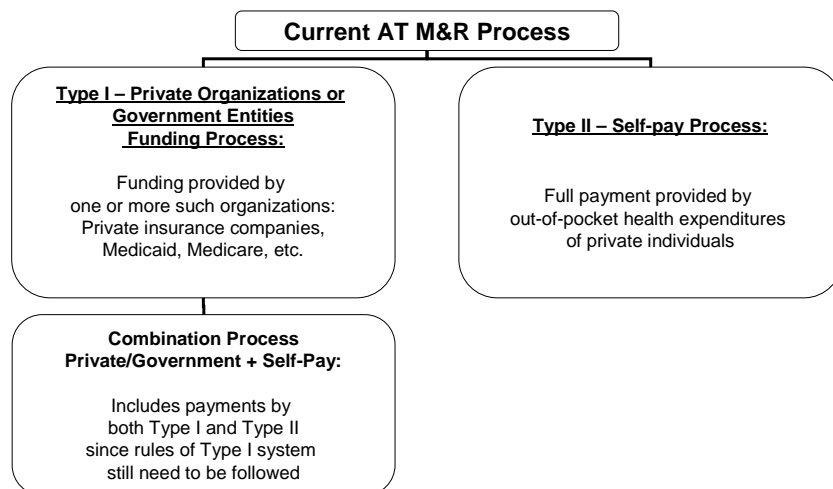 Current AT M&R Process
Type I – Private Organizations or
Government Entities
Funding Process:
Funding provided by
one or more such organizations:
Private insurance companies,
Medicaid, Medicare, etc.
Type II – Self-pay Process:
Full payment provided by
out-of-pocket health expenditures
of private individuals
Combination Process
Private/Government + Self-Pay:
Includes payments by
both Type I and Type II
since rules of Type I system
still need to be followed